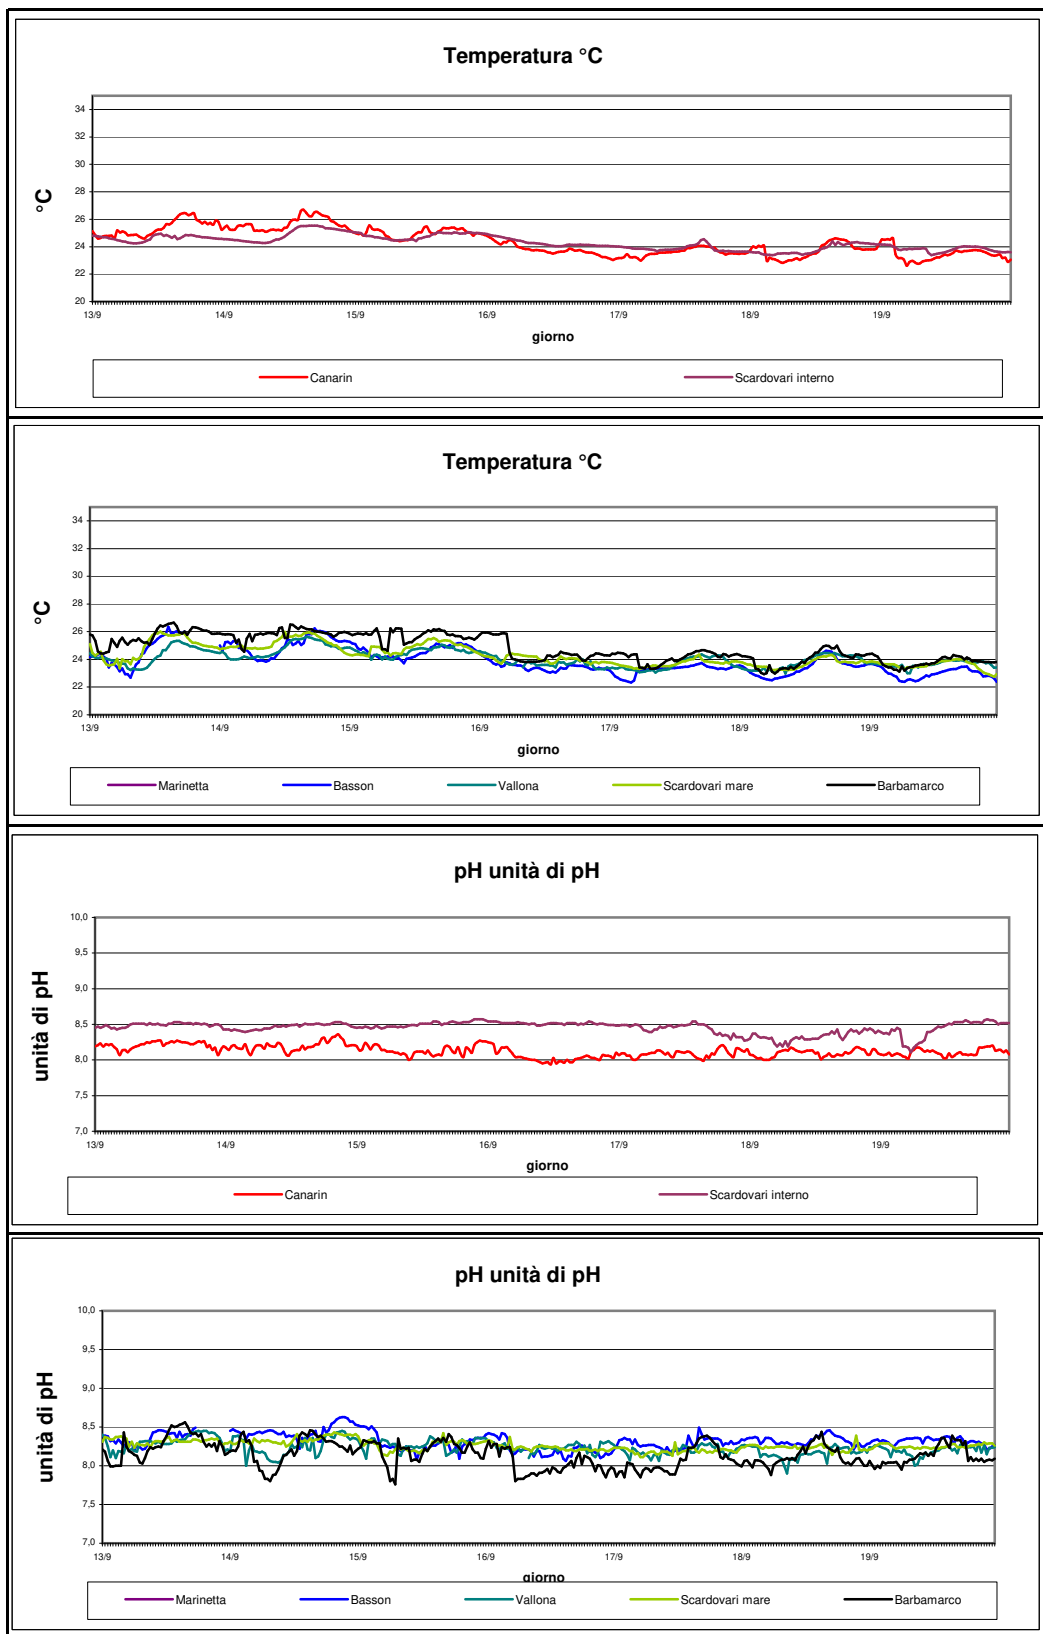 Temperatura °C
34
32
30
28
26
24
22
20
°C
13/9 14/9 15/9 16/9 17/9 18/9 19/9
giorno
Canarin Scardovari interno
Temperatura °C
34
32
30
28
26
24
22
20
°C
13/9 14/9 15/9 16/9 17/9 18/9 19/9
giorno
Marinetta Basson Vallona Scardovari mare Barbamarco
pH unità di pH
10,0
9,5
9,0
8,5
8,0
7,5
7,0
unità di pH
13/9 14/9 15/9 16/9 17/9 18/9 19/9
giorno
Canarin Scardovari interno
pH unità di pH
10,0
9,5
9,0
8,5
8,0
7,5
7,0
unità di pH
13/9 14/9 15/9 16/9 17/9 18/9 19/9
giorno
Marinetta Basson Vallona Scardovari mare Barbamarco